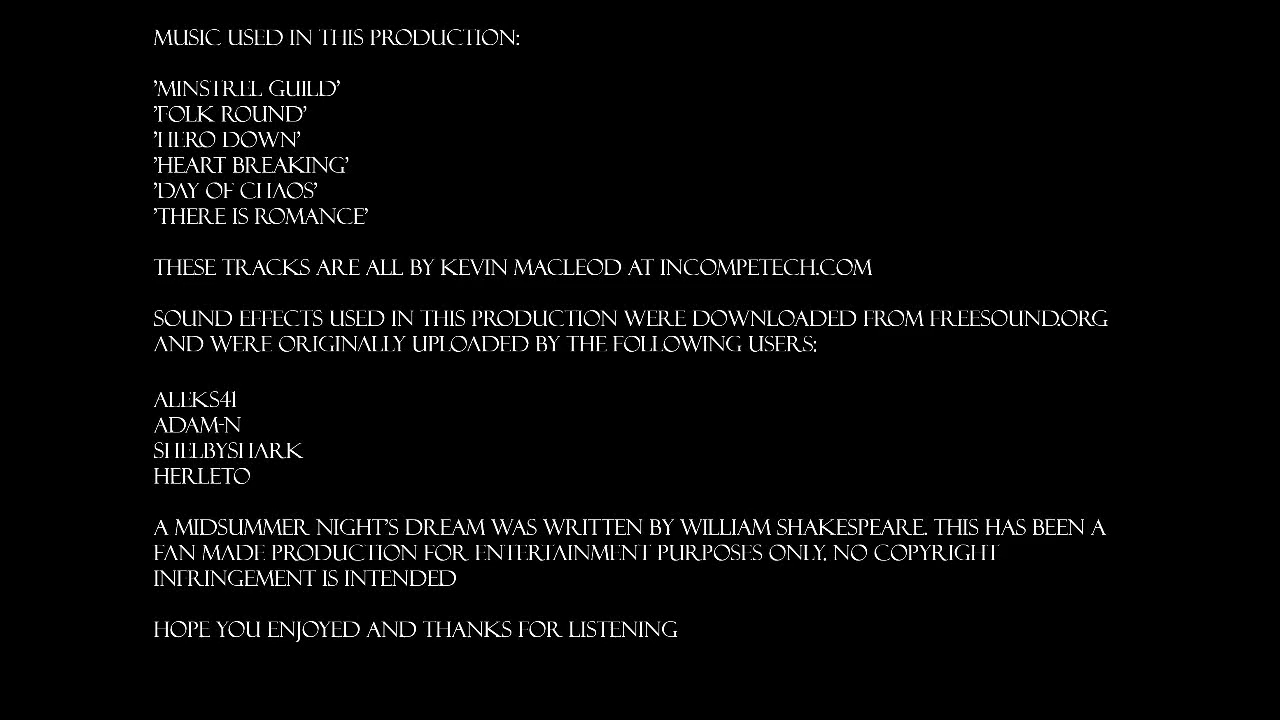 MUSIC USED IN THIS PRODUCTION:
'MINSTREL GUILD'
'FOLK ROUND'
'HERO DOWN'
'HEART BREAKING'
'DAY OF CHAOS'
'THERE IS ROMANCE'
THESE TRACKS ARE ALL BY KEVIN MACLEOD AT INCOMPETECH.COM
SOUND EFFECTS USED IN THIS PRODUCTION WERE DOWNLOADED FROM FREESOUND.ORG
AND WERE ORIGINALLY UPLOADED BY THE FOLLOWING USERS:
ALEKS41
ADAM-N
SHELBYSHARK
HERLETO
A MIDSUMMER NIGHT'S DREAM WAS WRITTEN BY WILLIAM SHAKESPEARE. THIS HAS BEEN A
FAN MADE PRODUCTION FOR ENTERTAINMENT PURPOSES ONLY. NO COPYRIGHT
INFRINGEMENT IS INTENDED
HOPE YOU ENJOYED AND THANKS FOR LISTENING